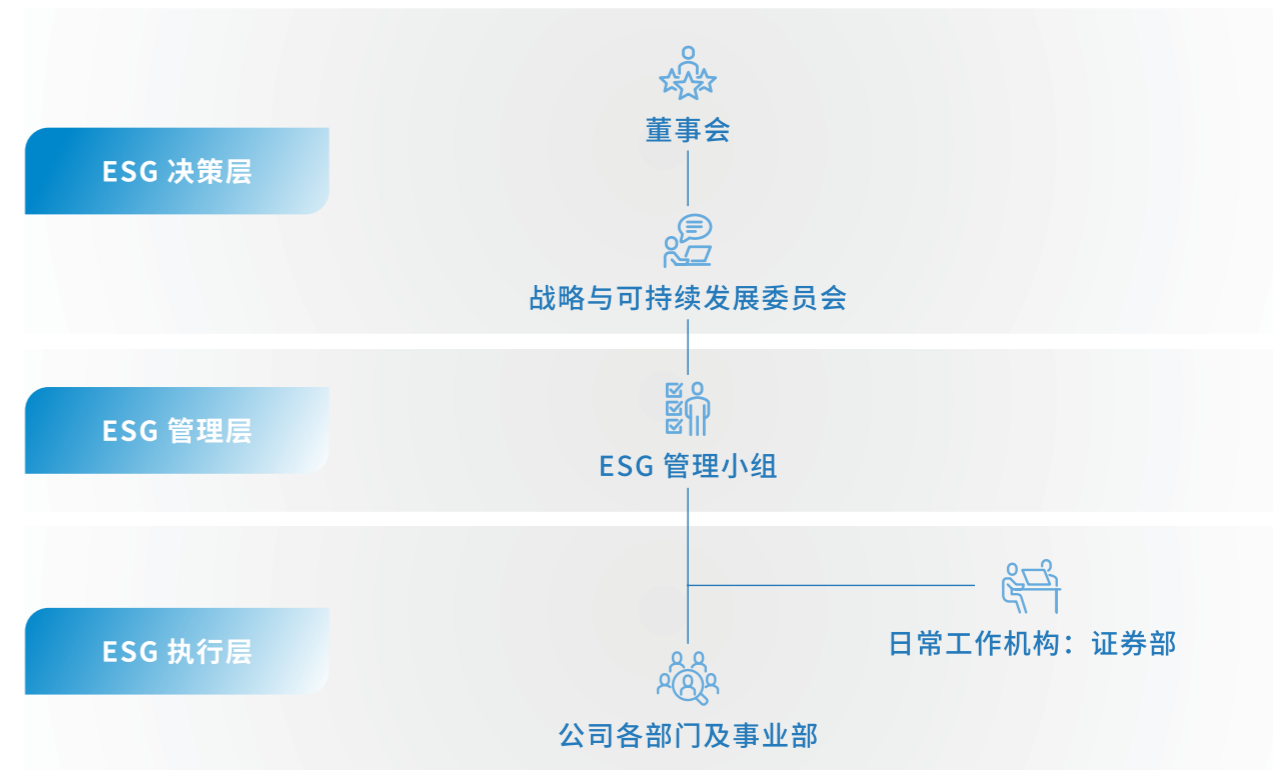 董事会
ESG 决策层
战略与可持续发展委员会
ESG 管理层
ESG 管理小组
日常工作机构：证券部
ESG 执行层
公司各部门及事业部